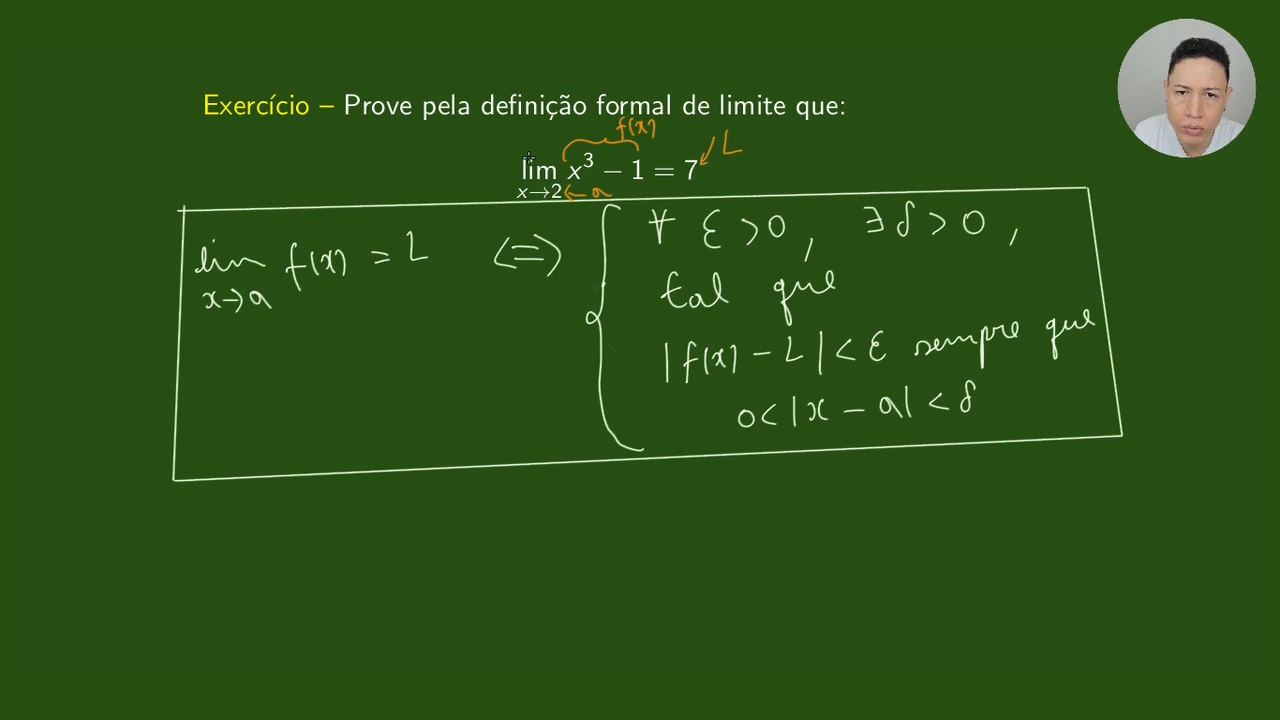 Exercício – Prove pela definição formal de limite que:
f(x)
lim x³ − 1 = 7 ↙ L
x→2 ← a
lim f(x) = L ⇔ { ∀ ε > 0, ∃ δ > 0,
x→a
tal que
|f(x) − L| < ε sempre que
0 < |x − a| < δ